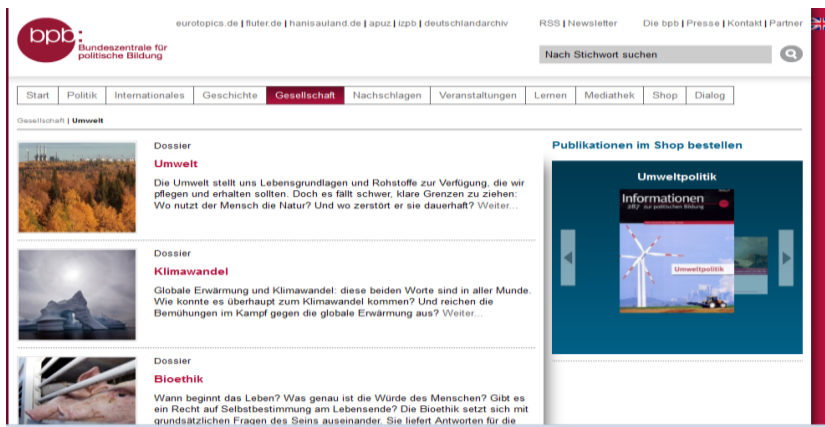 eurotopics.de | fluter.de | hanisauland.de | apuz | izpb | deutschlandarchiv
RSS | Newsletter
Die bpb | Presse | Kontakt | Partner
bpb:
Bundeszentrale für
politische Bildung
Nach Stichwort suchen
Start
Politik
Internationales
Geschichte
Gesellschaft
Nachschlagen
Veranstaltungen
Lernen
Mediathek
Shop
Dialog
Gesellschaft | Umwelt
Dossier
Umwelt
Die Umwelt stellt uns Lebensgrundlagen und Rohstoffe zur Verfügung, die wir
pflegen und erhalten sollten. Doch es fällt schwer, klare Grenzen zu ziehen:
Wo nutzt der Mensch die Natur? Und wo zerstört er sie dauerhaft? Weiter...
Dossier
Klimawandel
Globale Erwärmung und Klimawandel: diese beiden Worte sind in aller Munde.
Wie konnte es überhaupt zum Klimawandel kommen? Und reichen die
Bemühungen im Kampf gegen die globale Erwärmung aus? Weiter...
Dossier
Bioethik
Wann beginnt das Leben? Was genau ist die Würde des Menschen? Gibt es
ein Recht auf Selbstbestimmung am Lebensende? Die Bioethik setzt sich mit
grundsätzlichen Fragen des Seins auseinander. Sie liefert Antworten für die
Publikationen im Shop bestellen
Umweltpolitik
Informationen
287 zur politischen Bildung
Umweltpolitik